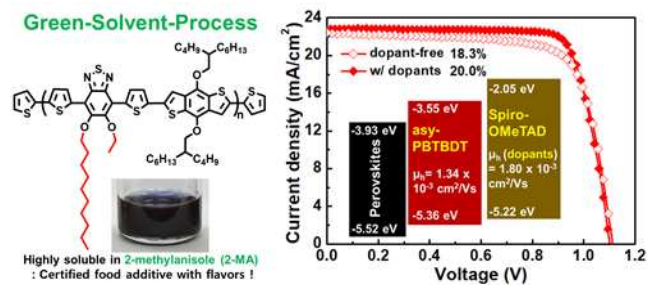 Green-Solvent-Process
C₄H₉ C₆H₁₃
O
N S N
S S S S S S
n
O O
O
C₆H₁₃ C₄H₉
Highly soluble in 2-methylanisole (2-MA)
: Certified food additive with flavors !
Current density (mA/cm²)
24
18
12
6
0
dopant-free 18.3%
w/ dopants 20.0%
-3.93 eV
Perovskites
-5.52 eV
-3.55 eV
asy-
PBTBDT
μₕ= 1.34 x
10⁻³ cm²/Vs
-5.36 eV
-2.05 eV
Spiro-
OMeTAD
μₕ (dopants)
= 1.80 x 10⁻³
cm²/Vs
-5.22 eV
0.0 0.2 0.4 0.6 0.8 1.0 1.2
Voltage (V)